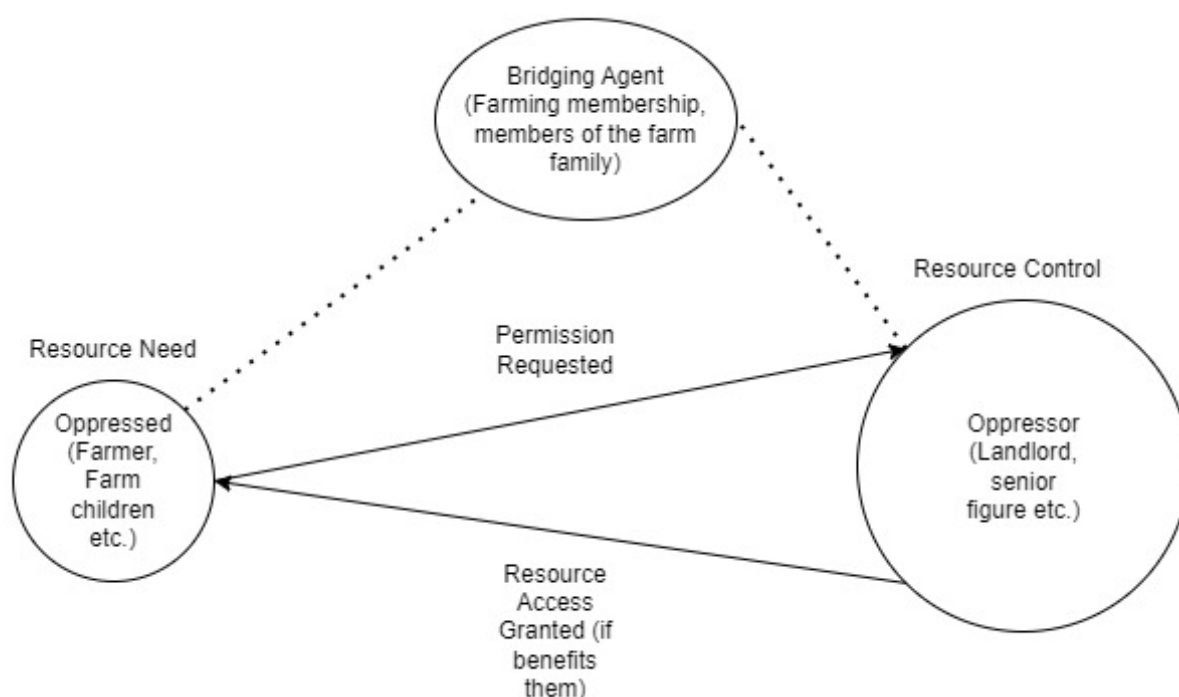 Bridging Agent
(Farming membership,
members of the farm
family)
Resource Control
Permission
Requested
Resource Need
Oppressed
(Farmer,
Farm
children
etc.)
Oppressor
(Landlord,
senior
figure etc.)
Resource
Access
Granted (if
benefits
them)